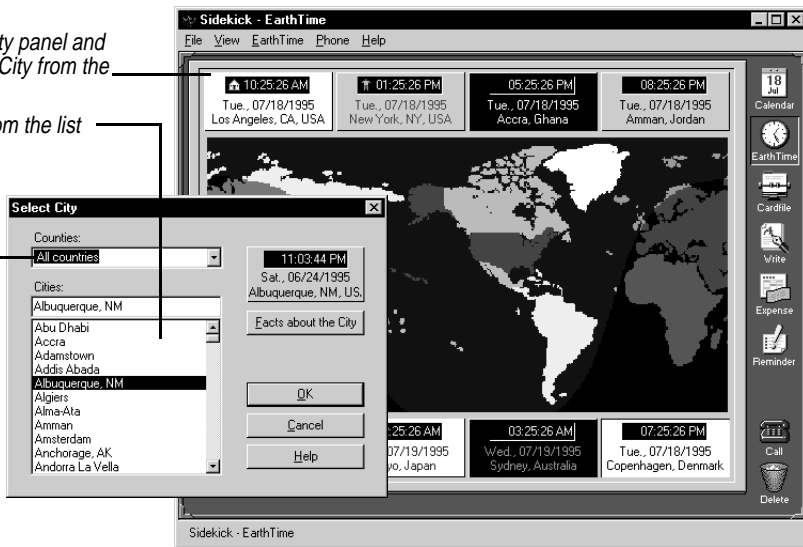 ty panel and
City from the
om the list
Sidekick - EarthTime
File View EarthTime Phone Help
10:25:26 AM
Tue., 07/18/1995
Los Angeles, CA, USA
01:25:26 PM
Tue., 07/18/1995
New York, NY, USA
05:25:26 PM
Tue., 07/18/1995
Accra, Ghana
08:25:26 PM
Tue., 07/18/1995
Amman, Jordan
18
Jul
Calendar
EarthTime
Cardfile
Write
Expense
Reminder
Call
Delete
Select City
Counties:
All countries
Cities:
Albuquerque, NM
Abu Dhabi
Accra
Adamstown
Addis Abada
Albuquerque, NM
Algiers
Alma-Ata
Amman
Amsterdam
Anchorage, AK
Andorra La Vella
11:03:44 PM
Sat., 06/24/1995
Albuquerque, NM, US.
Facts about the City
OK
Cancel
Help
:25:26 AM
07/19/1995
yo, Japan
03:25:26 AM
Wed., 07/19/1995
Sydney, Australia
07:25:26 PM
Tue., 07/18/1995
Copenhagen, Denmark
Sidekick - EarthTime